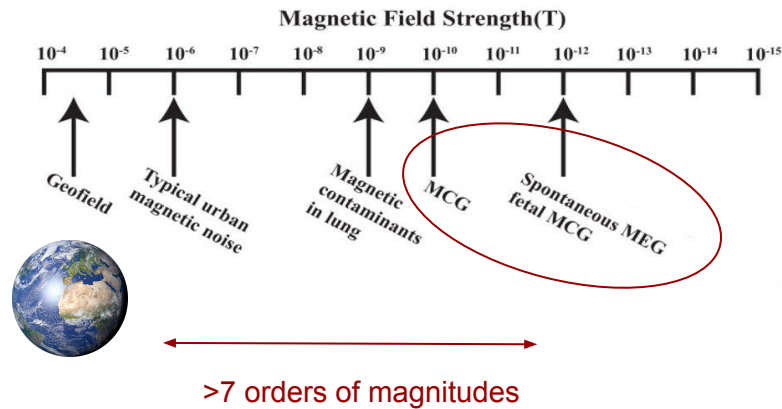 Magnetic Field Strength(T)
10-4 10-5 10-6 10-7 10-8 10-9 10-10 10-11 10-12 10-13 10-14 10-15
Geofield
Typical urban
magnetic noise
Magnetic
contaminants
in lung
MCG
Spontaneous MEG
fetal MCG
>7 orders of magnitudes